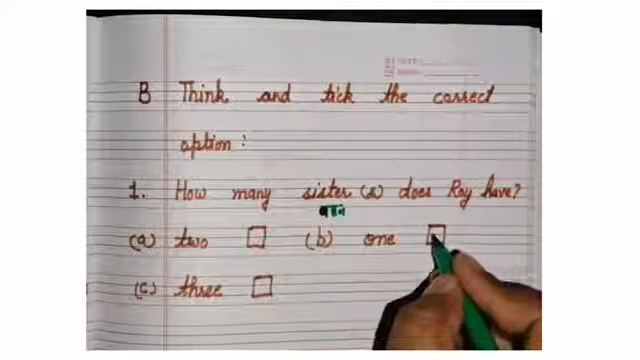 B Think and tick the correct
option :
1. How many sister (s) does Roy have?
(a) two (b) one
(c) three